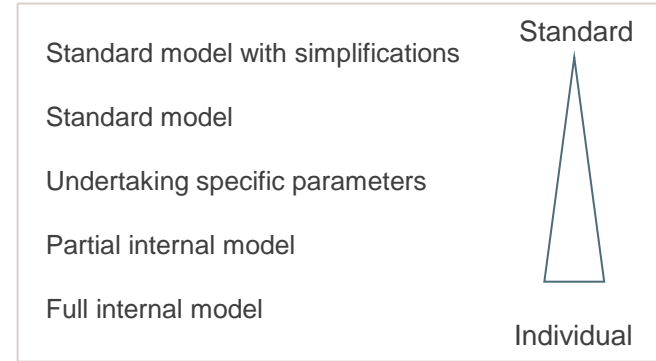 Standard
Standard model with simplifications
Standard model
Undertaking specific parameters
Partial internal model
Full internal model
Individual